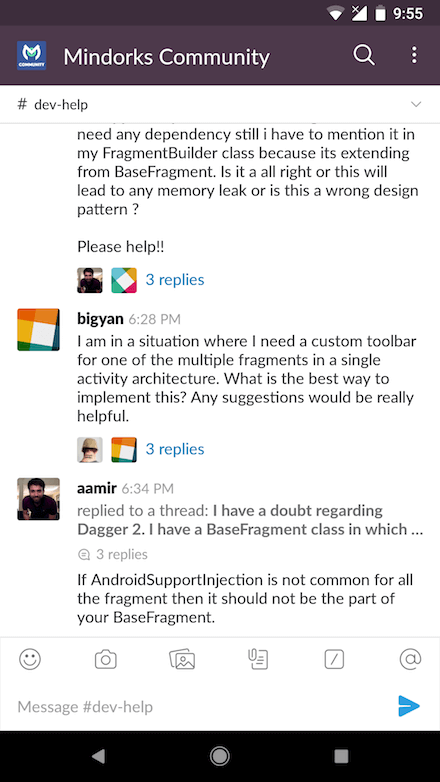 9:55
COMMUNITY
Mindorks Community
# dev-help
need any dependency still i have to mention it in
my FragmentBuilder class because its extending
from BaseFragment. Is it a all right or this will
lead to any memory leak or is this a wrong design
pattern ?
Please help!!
3 replies
bigyan 6:28 PM
I am in a situation where I need a custom toolbar
for one of the multiple fragments in a single
activity architecture. What is the best way to
implement this? Any suggestions would be really
helpful.
3 replies
aamir 6:34 PM
replied to a thread: I have a doubt regarding
Dagger 2. I have a BaseFragment class in which ...
3 replies
If AndroidSupportInjection is not common for all
the fragment then it should not be the part of
your BaseFragment.
Message #dev-help